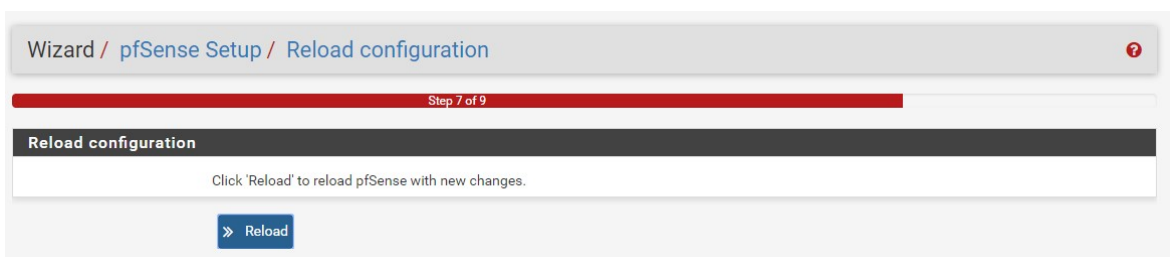 Wizard / pfSense Setup / Reload configuration
Step 7 of 9
Reload configuration
Click 'Reload' to reload pfSense with new changes.
Reload